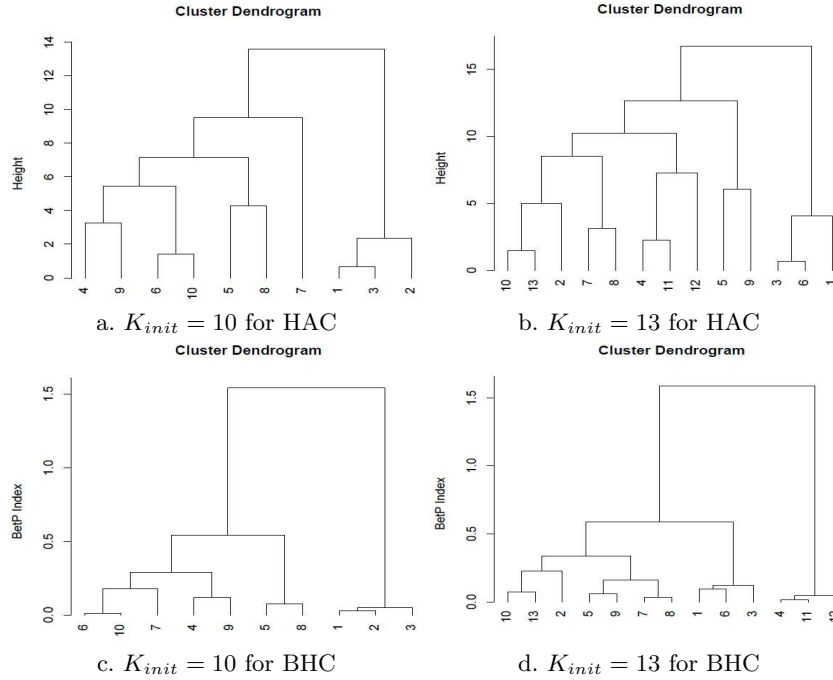 Cluster Dendrogram
Height
14
12
10
8
6
4
2
0
4 9 6 10 5 8 7 1 3 2
a. K_init = 10 for HAC
Cluster Dendrogram
Height
15
10
5
0
10 13 2 7 8 4 11 12 5 9 3 6 1
b. K_init = 13 for HAC
Cluster Dendrogram
BetP Index
1.5
1.0
0.5
0.0
6 10 7 4 9 5 8 1 2 3
c. K_init = 10 for BHC
Cluster Dendrogram
BetP Index
1.5
1.0
0.5
0.0
10 13 2 5 9 7 8 1 6 3 4 11 12
d. K_init = 13 for BHC